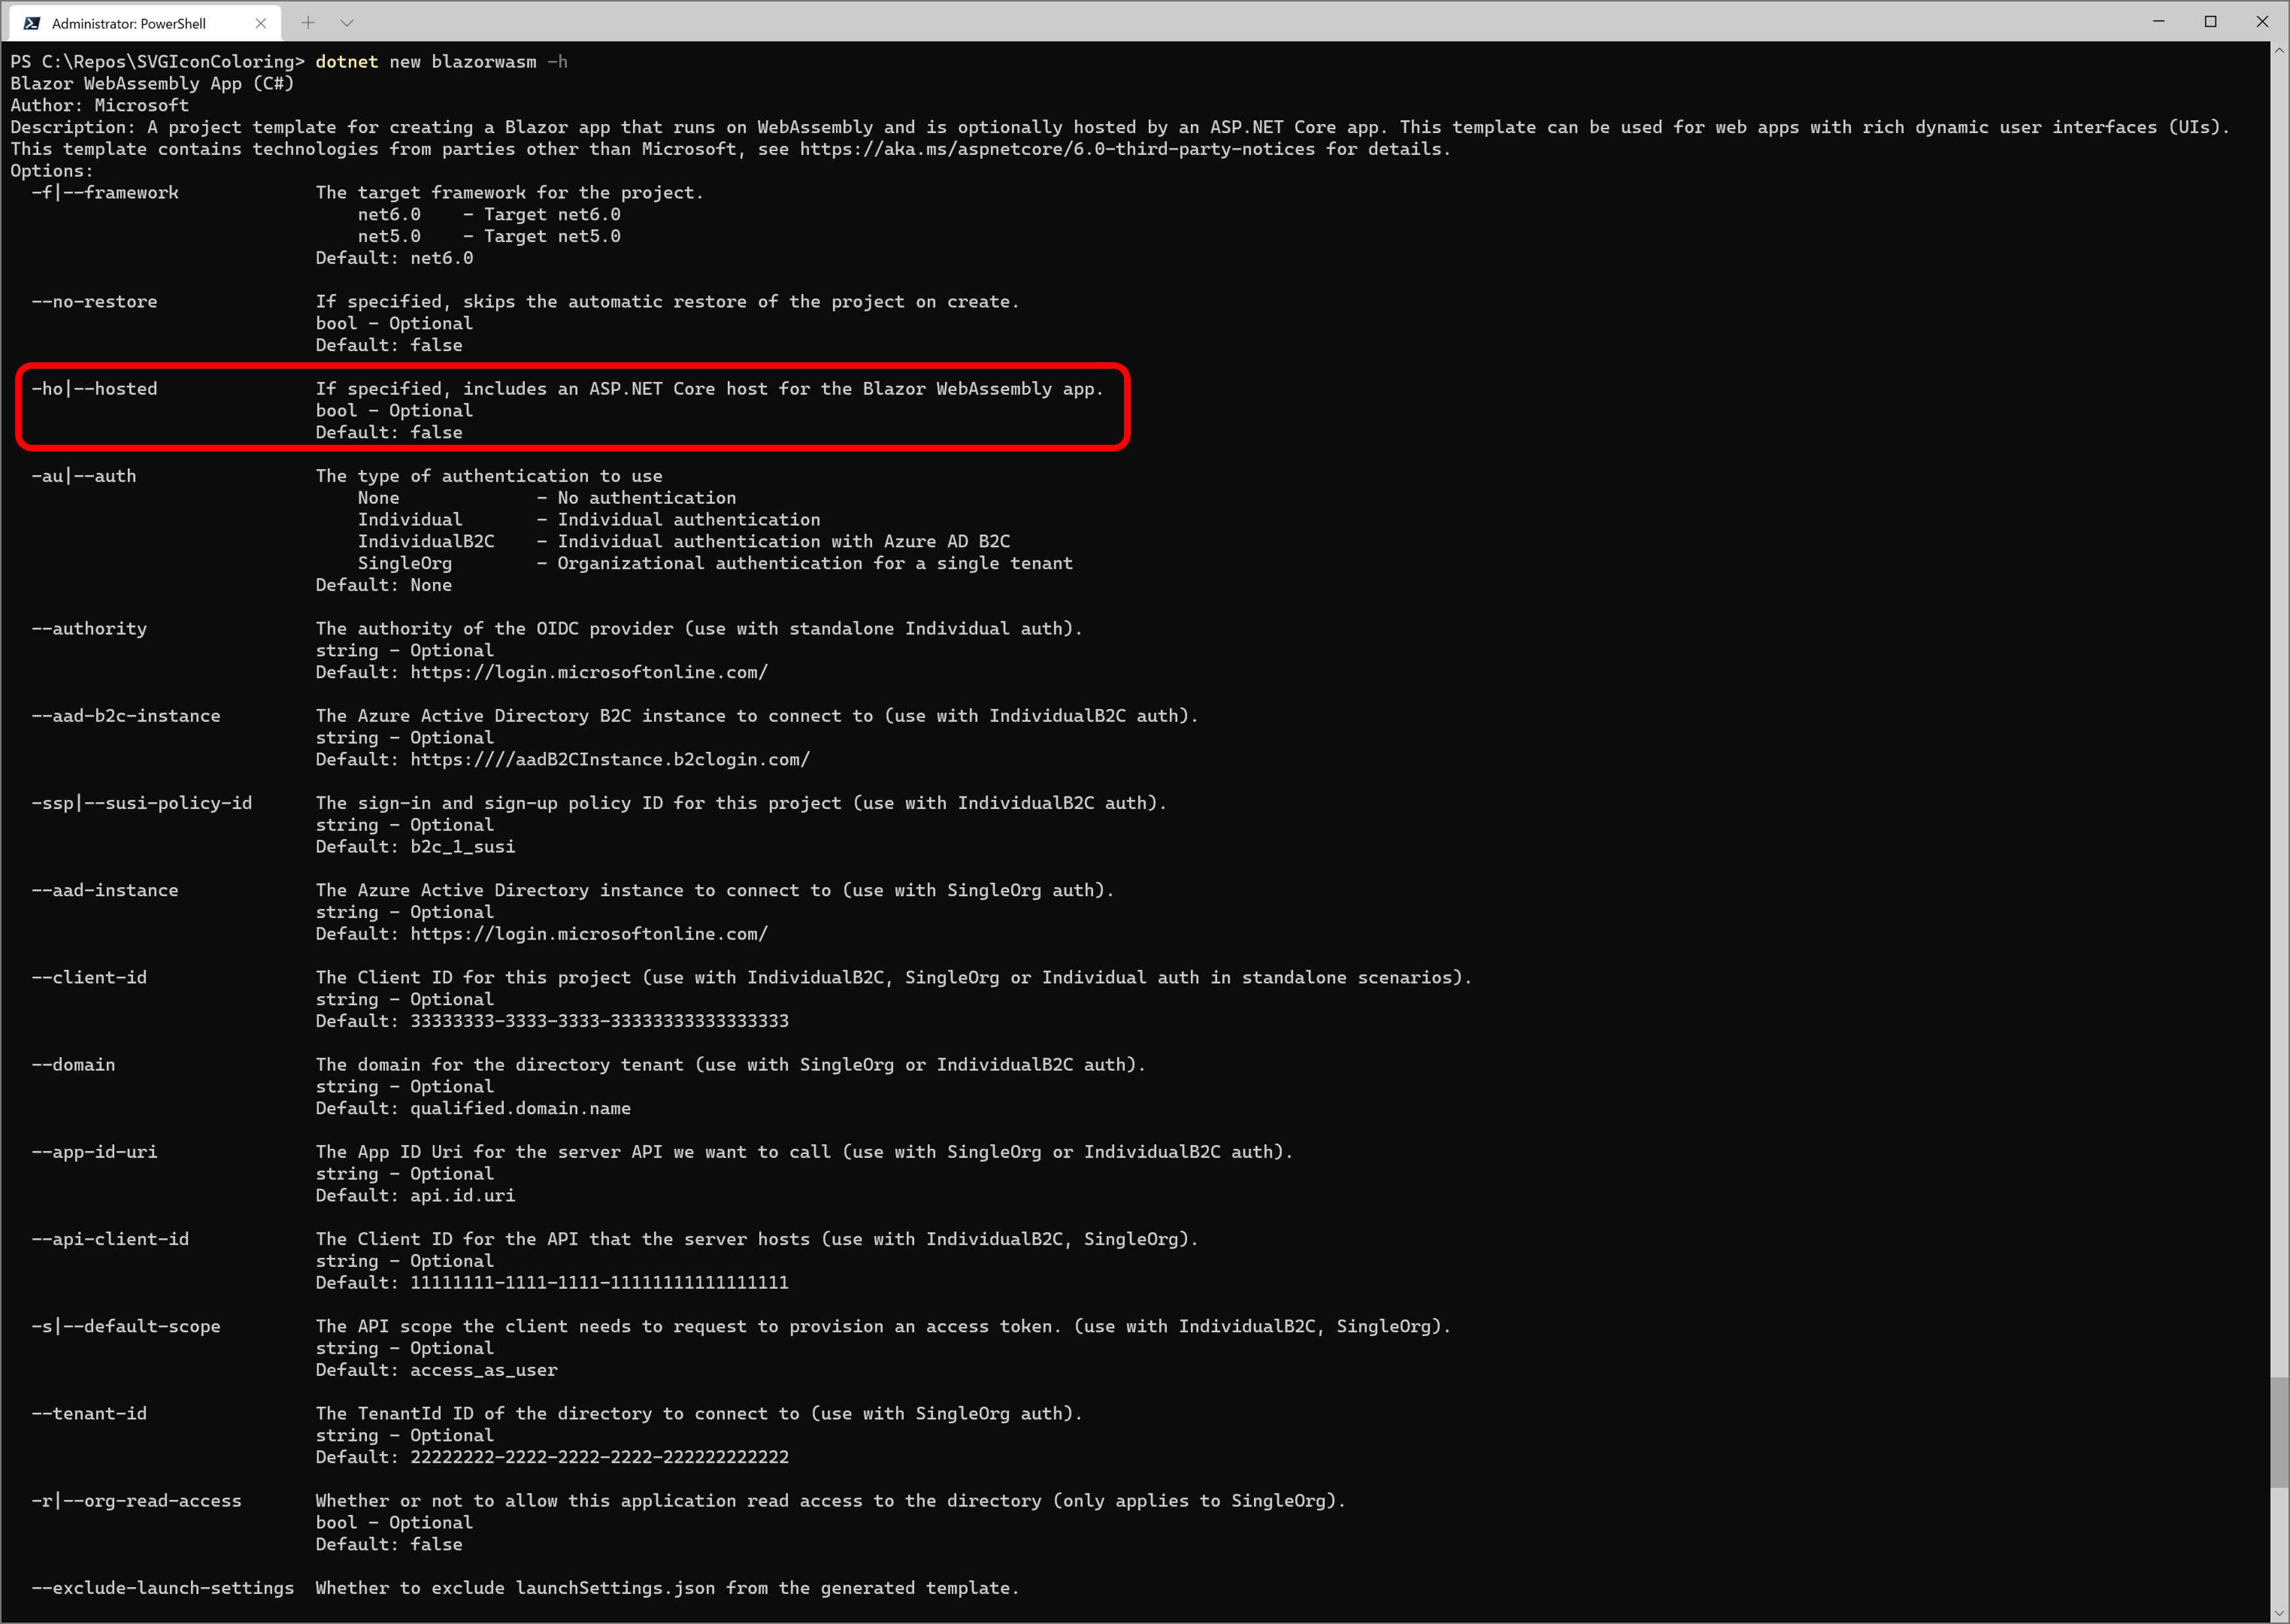 Administrator: PowerShell
PS C:\Repos\SVGIconColoring> dotnet new blazorwasm -h
Blazor WebAssembly App (C#)
Author: Microsoft
Description: A project template for creating a Blazor app that runs on WebAssembly and is optionally hosted by an ASP.NET Core app. This template can be used for web apps with rich dynamic user interfaces (UIs).
This template contains technologies from parties other than Microsoft, see https://aka.ms/aspnetcore/6.0-third-party-notices for details.
Options:
-f|--framework The target framework for the project.
net6.0 - Target net6.0
net5.0 - Target net5.0
Default: net6.0
--no-restore If specified, skips the automatic restore of the project on create.
bool - Optional
Default: false
-ho|--hosted If specified, includes an ASP.NET Core host for the Blazor WebAssembly app.
bool - Optional
Default: false
-au|--auth The type of authentication to use
None - No authentication
Individual - Individual authentication
IndividualB2C - Individual authentication with Azure AD B2C
SingleOrg - Organizational authentication for a single tenant
Default: None
--authority The authority of the OIDC provider (use with standalone Individual auth).
string - Optional
Default: https://login.microsoftonline.com/
--aad-b2c-instance The Azure Active Directory B2C instance to connect to (use with IndividualB2C auth).
string - Optional
Default: https:////aadB2CInstance.b2clogin.com/
-ssp|--susi-policy-id The sign-in and sign-up policy ID for this project (use with IndividualB2C auth).
string - Optional
Default: b2c_1_susi
--aad-instance The Azure Active Directory instance to connect to (use with SingleOrg auth).
string - Optional
Default: https://login.microsoftonline.com/
--client-id The Client ID for this project (use with IndividualB2C, SingleOrg or Individual auth in standalone scenarios).
string - Optional
Default: 33333333-3333-3333-33333333333333333
--domain The domain for the directory tenant (use with SingleOrg or IndividualB2C auth).
string - Optional
Default: qualified.domain.name
--app-id-uri The App ID Uri for the server API we want to call (use with SingleOrg or IndividualB2C auth).
string - Optional
Default: api.id.uri
--api-client-id The Client ID for the API that the server hosts (use with IndividualB2C, SingleOrg).
string - Optional
Default: 11111111-1111-1111-11111111111111111
-s|--default-scope The API scope the client needs to request to provision an access token. (use with IndividualB2C, SingleOrg).
string - Optional
Default: access_as_user
--tenant-id The TenantId ID of the directory to connect to (use with SingleOrg auth).
string - Optional
Default: 22222222-2222-2222-2222-222222222222
-r|--org-read-access Whether or not to allow this application read access to the directory (only applies to SingleOrg).
bool - Optional
Default: false
--exclude-launch-settings Whether to exclude launchSettings.json from the generated template.